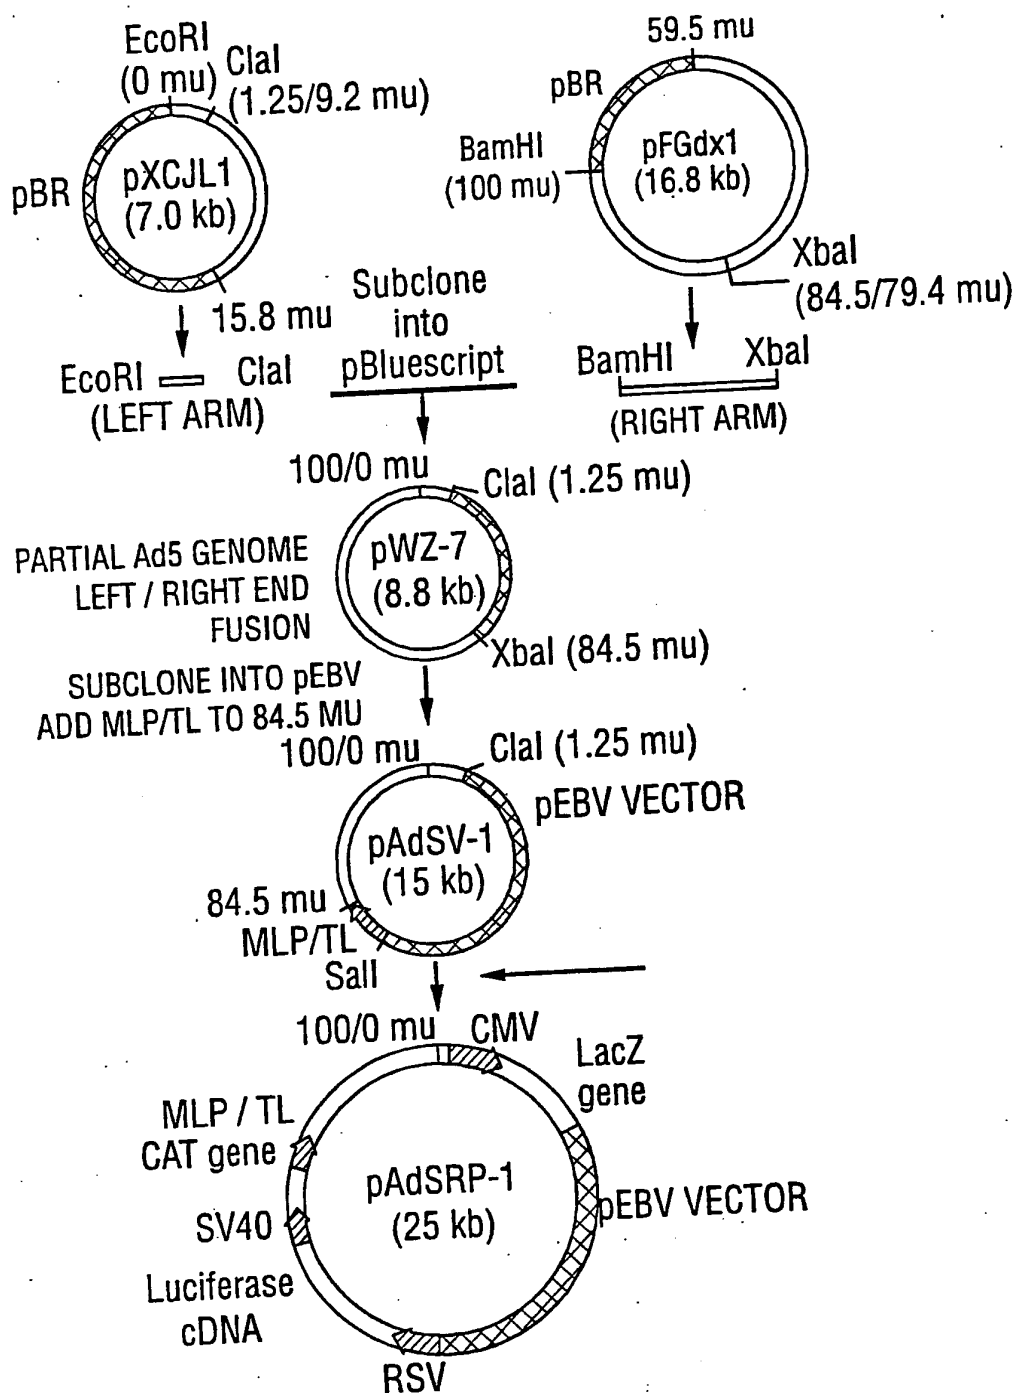 EcoRI
(0 mu)
ClaI
(1.25/9.2 mu)
pBR
pXCJL1
(7.0 kb)
15.8 mu
EcoRI
ClaI
(LEFT ARM)
59.5 mu
pBR
BamHI
(100 mu)
pFGdx1
(16.8 kb)
XbaI
(84.5/79.4 mu)
BamHI
XbaI
(RIGHT ARM)
Subclone
into
pBluescript
100/0 mu
ClaI (1.25 mu)
pWZ-7
(8.8 kb)
PARTIAL Ad5 GENOME
LEFT / RIGHT END
FUSION
XbaI (84.5 mu)
SUBCLONE INTO pEBV
ADD MLP/TL TO 84.5 MU
100/0 mu
ClaI (1.25 mu)
pEBV VECTOR
pAdSV-1
(15 kb)
84.5 mu
MLP/TL
SalI
100/0 mu
CMV
LacZ
gene
MLP / TL
CAT gene
pAdSRP-1
(25 kb)
pEBV VECTOR
SV40
Luciferase
cDNA
RSV